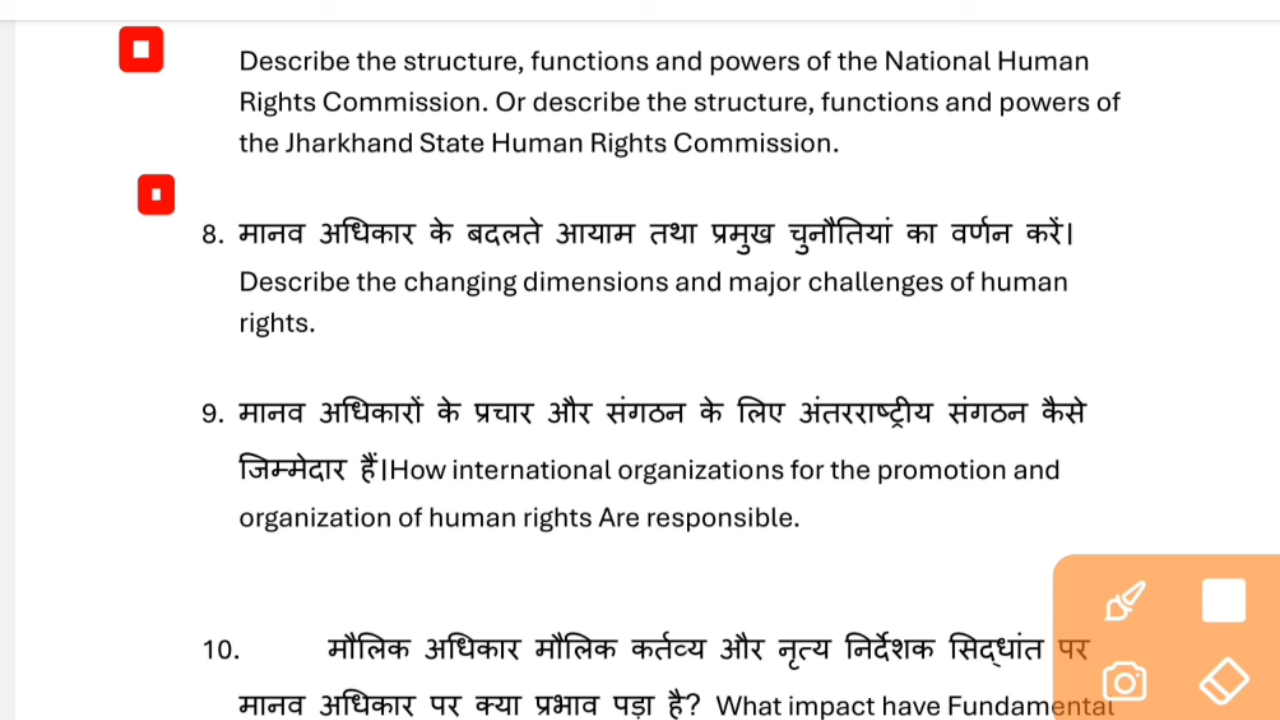 Describe the structure, functions and powers of the National Human
Rights Commission. Or describe the structure, functions and powers of
the Jharkhand State Human Rights Commission.
8. मानव अधिकार के बदलते आयाम तथा प्रमुख चुनौतियां का वर्णन करें।
Describe the changing dimensions and major challenges of human
rights.
9. मानव अधिकारों के प्रचार और संगठन के लिए अंतरराष्ट्रीय संगठन कैसे
जिम्मेदार हैं।How international organizations for the promotion and
organization of human rights Are responsible.
10. मौलिक अधिकार मौलिक कर्तव्य और नृत्य निर्देशक सिद्धांत पर
मानव अधिकार पर क्या प्रभाव पड़ा है? What impact have Fundamental